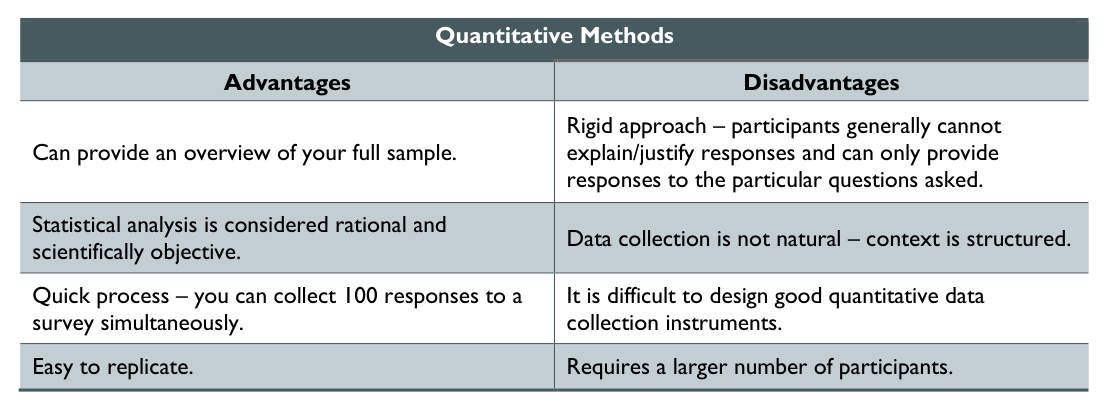 Quantitative Methods
Advantages
Disadvantages
Can provide an overview of your full sample.
Rigid approach – participants generally cannot
explain/justify responses and can only provide
responses to the particular questions asked.
Statistical analysis is considered rational and
scientifically objective.
Data collection is not natural – context is structured.
Quick process – you can collect 100 responses to a
survey simultaneously.
It is difficult to design good quantitative data
collection instruments.
Easy to replicate.
Requires a larger number of participants.